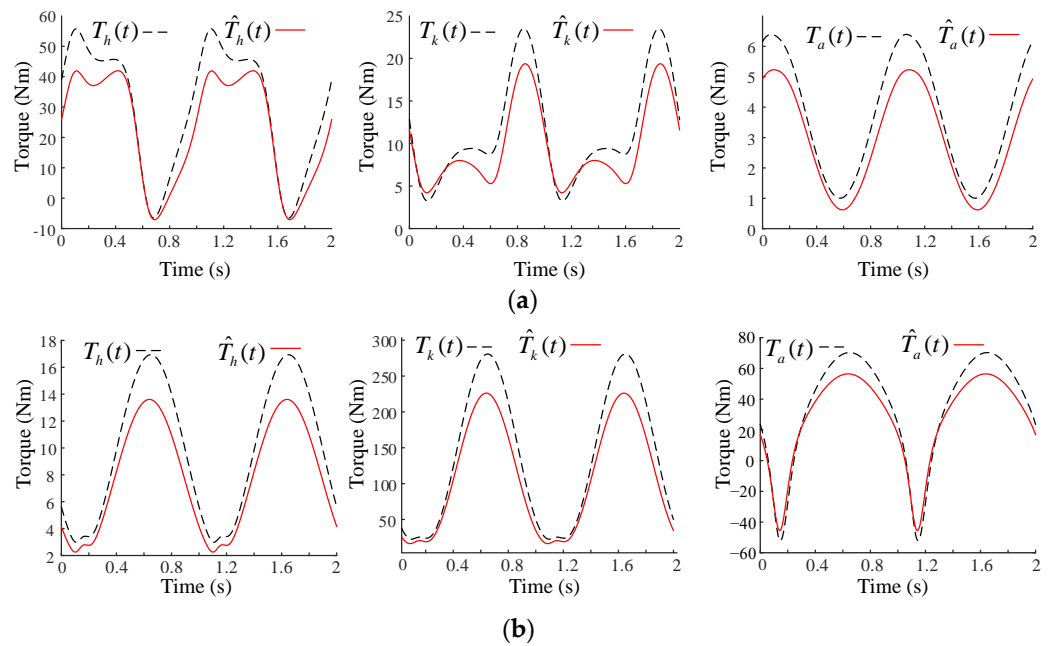 T_h(t) T̂_h(t)
Torque (Nm)
60
50
40
30
20
10
0
-10
0 0.4 0.8 1.2 1.6 2
Time (s)
T_k(t) T̂_k(t)
Torque (Nm)
25
20
15
10
5
0
0 0.4 0.8 1.2 1.6 2
Time (s)
T_a(t) T̂_a(t)
Torque (Nm)
6
5
4
3
2
1
0
0 0.4 0.8 1.2 1.6 2
Time (s)
(a)
T_h(t) T̂_h(t)
Torque (Nm)
18
16
14
12
10
8
6
4
2
0 0.4 0.8 1.2 1.6 2
Time (s)
T_k(t) T̂_k(t)
Torque (Nm)
300
250
200
150
100
50
0 0.4 0.8 1.2 1.6 2
Time (s)
T_a(t) T̂_a(t)
Torque (Nm)
80
60
40
20
0
−20
−40
−60
0 0.4 0.8 1.2 1.6 2
Time (s)
(b)